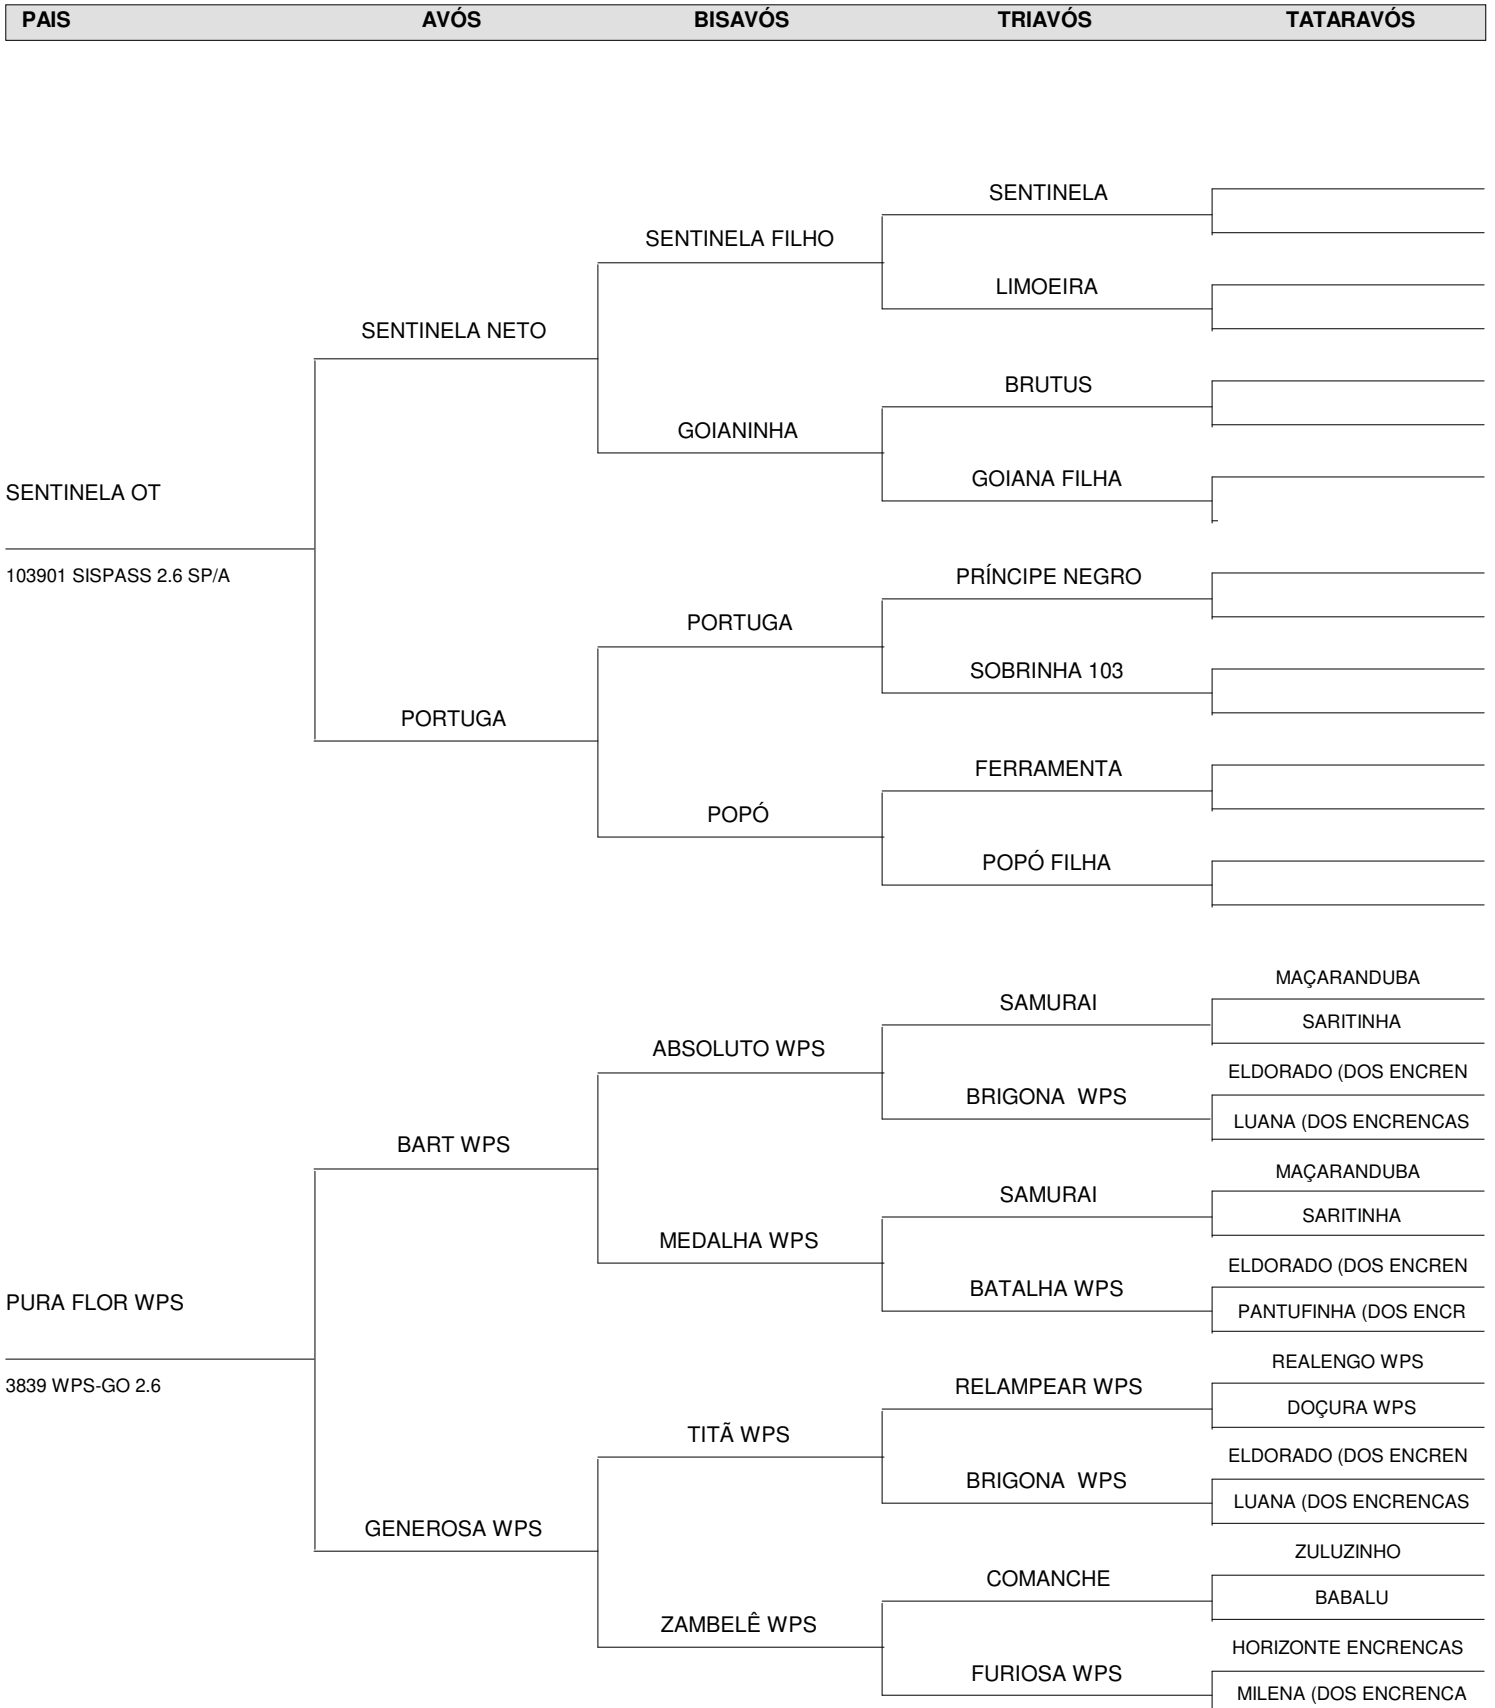 PAIS AVÓS BISAVÓS TRIAVÓS TATARAVÓS
SENTINELA
SENTINELA FILHO
LIMOEIRA
SENTINELA NETO
BRUTUS
GOIANINHA
GOIANA FILHA
SENTINELA OT
103901 SISPASS 2.6 SP/A
PRÍNCIPE NEGRO
PORTUGA
SOBRINHA 103
PORTUGA
FERRAMENTA
POPÓ
POPÓ FILHA
MAÇARANDUBA
SAMURAI
SARITINHA
ABSOLUTO WPS
ELDORADO (DOS ENCREN
BRIGONA WPS
LUANA (DOS ENCRENCAS
BART WPS
MAÇARANDUBA
SAMURAI
SARITINHA
MEDALHA WPS
ELDORADO (DOS ENCREN
BATALHA WPS
PANTUFINHA (DOS ENCR
PURA FLOR WPS
3839 WPS-GO 2.6
REALENGO WPS
RELAMPEAR WPS
DOÇURA WPS
TITÃ WPS
ELDORADO (DOS ENCREN
BRIGONA WPS
LUANA (DOS ENCRENCAS
GENEROSA WPS
ZULUZINHO
COMANCHE
BABALU
ZAMBELÊ WPS
HORIZONTE ENCRENCAS
FURIOSA WPS
MILENA (DOS ENCRENCA